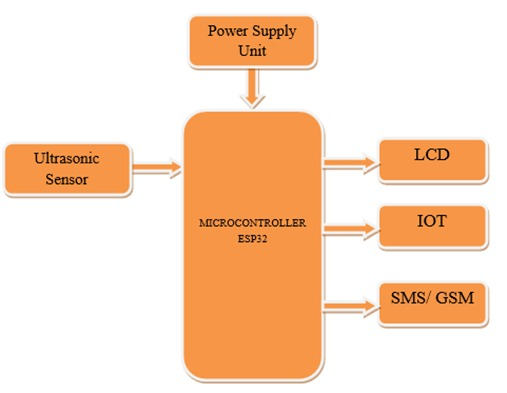 Power Supply
Unit
Ultrasonic
Sensor
MICROCONTROLLER
ESP32
LCD
IOT
SMS/ GSM